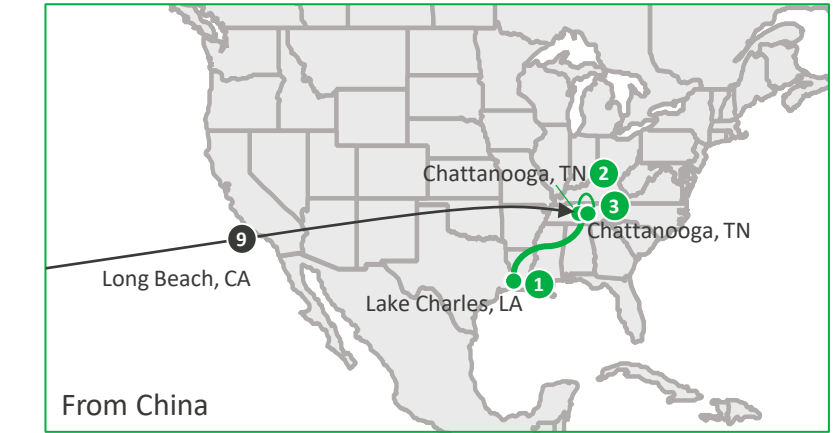 Chattanooga, TN 2
3
Chattanooga, TN
9
Long Beach, CA
1
Lake Charles, LA
From China